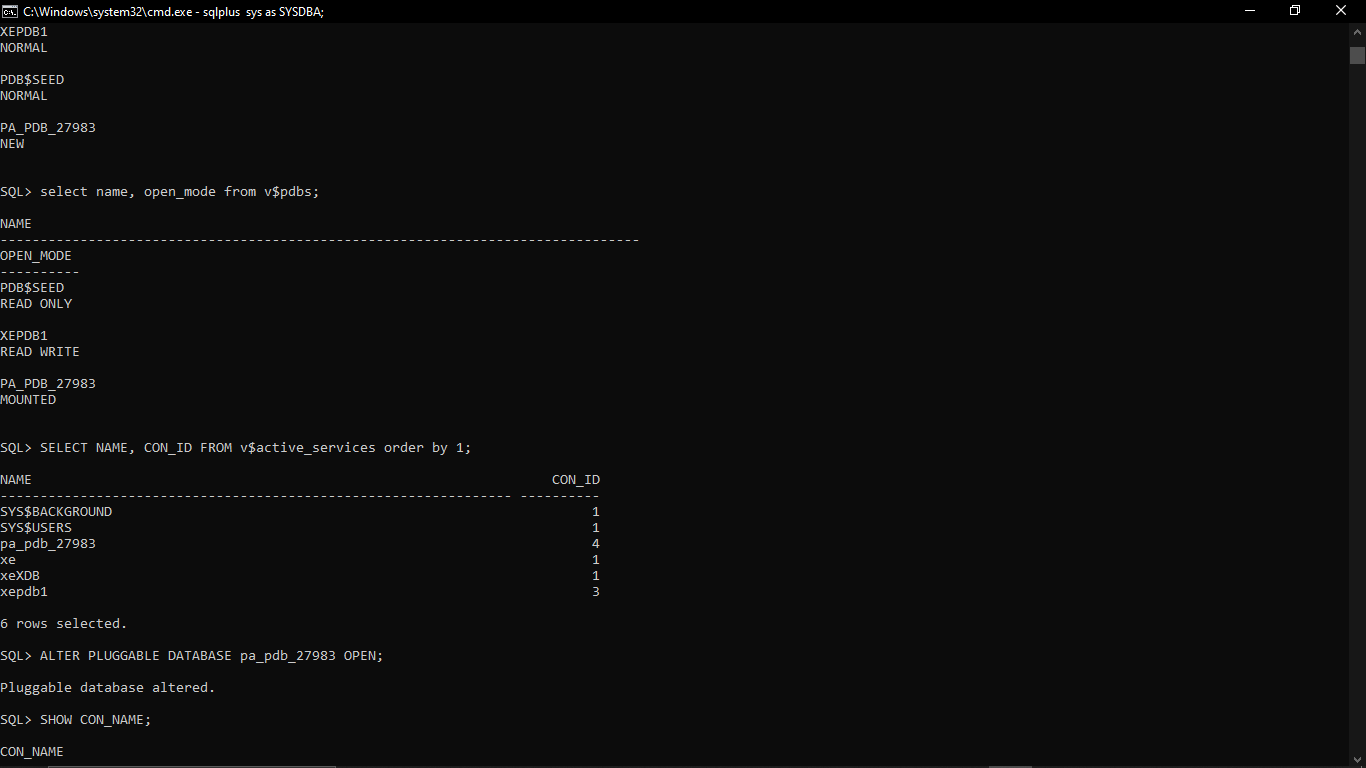 C:\Windows\system32\cmd.exe - sqlplus  sys as SYSDBA;
XEPDB1
NORMAL
PDB$SEED
NORMAL
PA_PDB_27983
NEW
SQL> select name, open_mode from v$pdbs;
NAME
--------------------------------------------------------------------------------
OPEN_MODE
----------
PDB$SEED
READ ONLY
XEPDB1
READ WRITE
PA_PDB_27983
MOUNTED
SQL> SELECT NAME, CON_ID FROM v$active_services order by 1;
NAME                                                                 CON_ID
---------------------------------------------------------------- ----------
SYS$BACKGROUND                                                            1
SYS$USERS                                                                 1
pa_pdb_27983                                                              4
xe                                                                        1
xeXDB                                                                     1
xepdb1                                                                    3
6 rows selected.
SQL> ALTER PLUGGABLE DATABASE pa_pdb_27983 OPEN;
Pluggable database altered.
SQL> SHOW CON_NAME;
CON_NAME